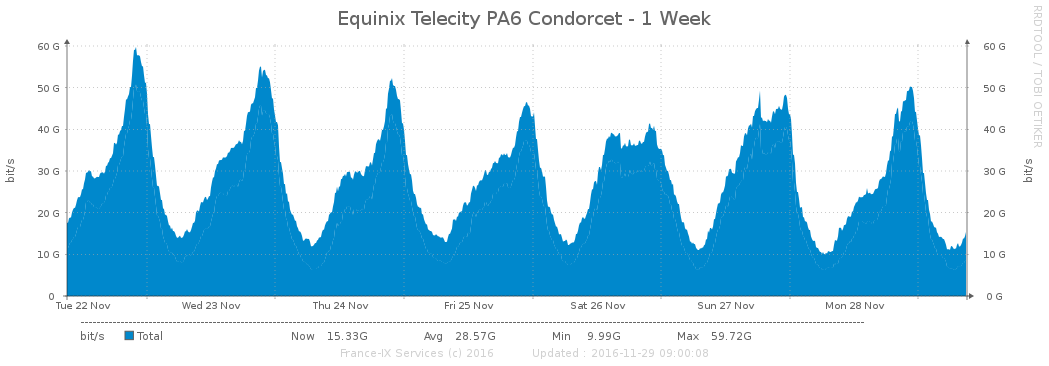 Equinix Telecity PA6 Condorcet - 1 Week
RRDTOOL / TOBI OETIKER
60 G 60 G
50 G 50 G
40 G 40 G
30 G 30 G
20 G 20 G
10 G 10 G
0 0 G
bit/s
bit/s
Tue 22 Nov Wed 23 Nov Thu 24 Nov Fri 25 Nov Sat 26 Nov Sun 27 Nov Mon 28 Nov
bit/s Total Now 15.33G Avg 28.57G Min 9.99G Max 59.72G
France-IX Services (c) 2016 Updated : 2016-11-29 09:00:08